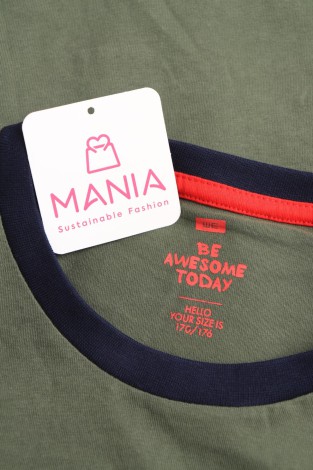 MANIA
Sustainable Fashion
BE
AWESOME
TODAY
HELLO
YOUR SIZE IS
170/176